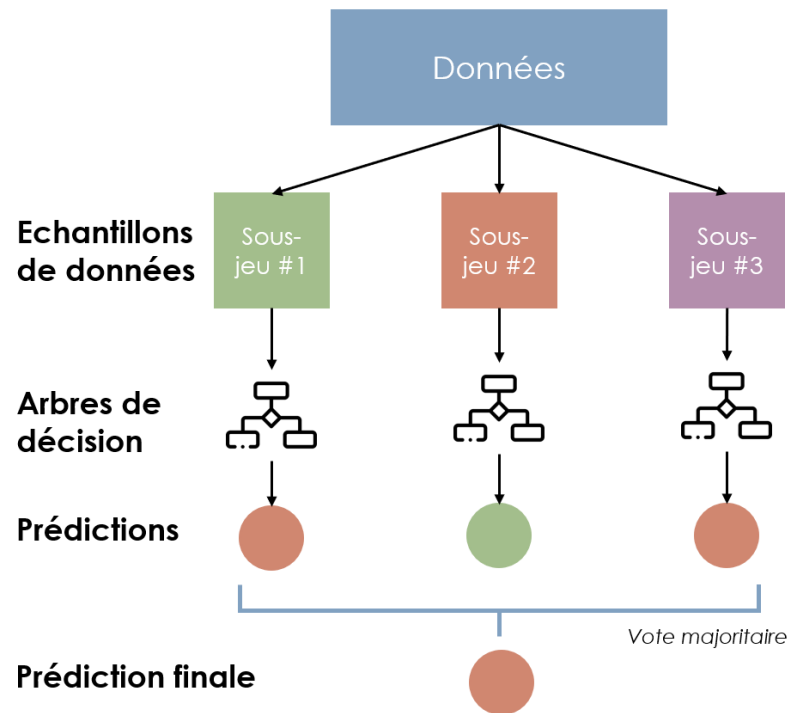 Données
Echantillons
de données
Sous-
jeu #1
Sous-
jeu #2
Sous-
jeu #3
Arbres de
décision
Prédictions
Vote majoritaire
Prédiction finale